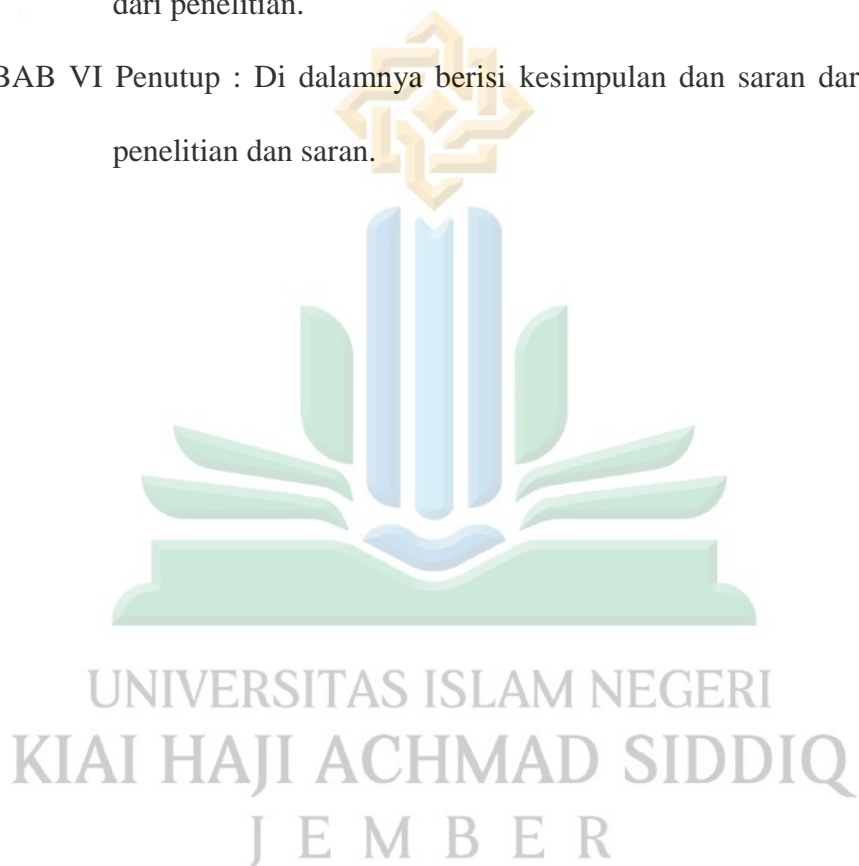 dari penelitian.
BAB VI Penutup : Di dalamnya berisi kesimpulan dan saran dar
penelitian dan saran.
UNIVERSITAS ISLAM NEGERI
KIAI HAJI ACHMAD SIDDIQ
J E M B E R